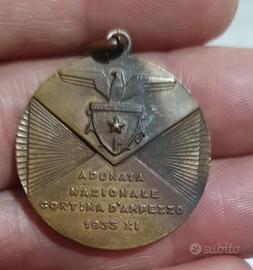 ADUNATA
NAZIONALE
CORTINA D'AMPEZZO
1933 XI
subito